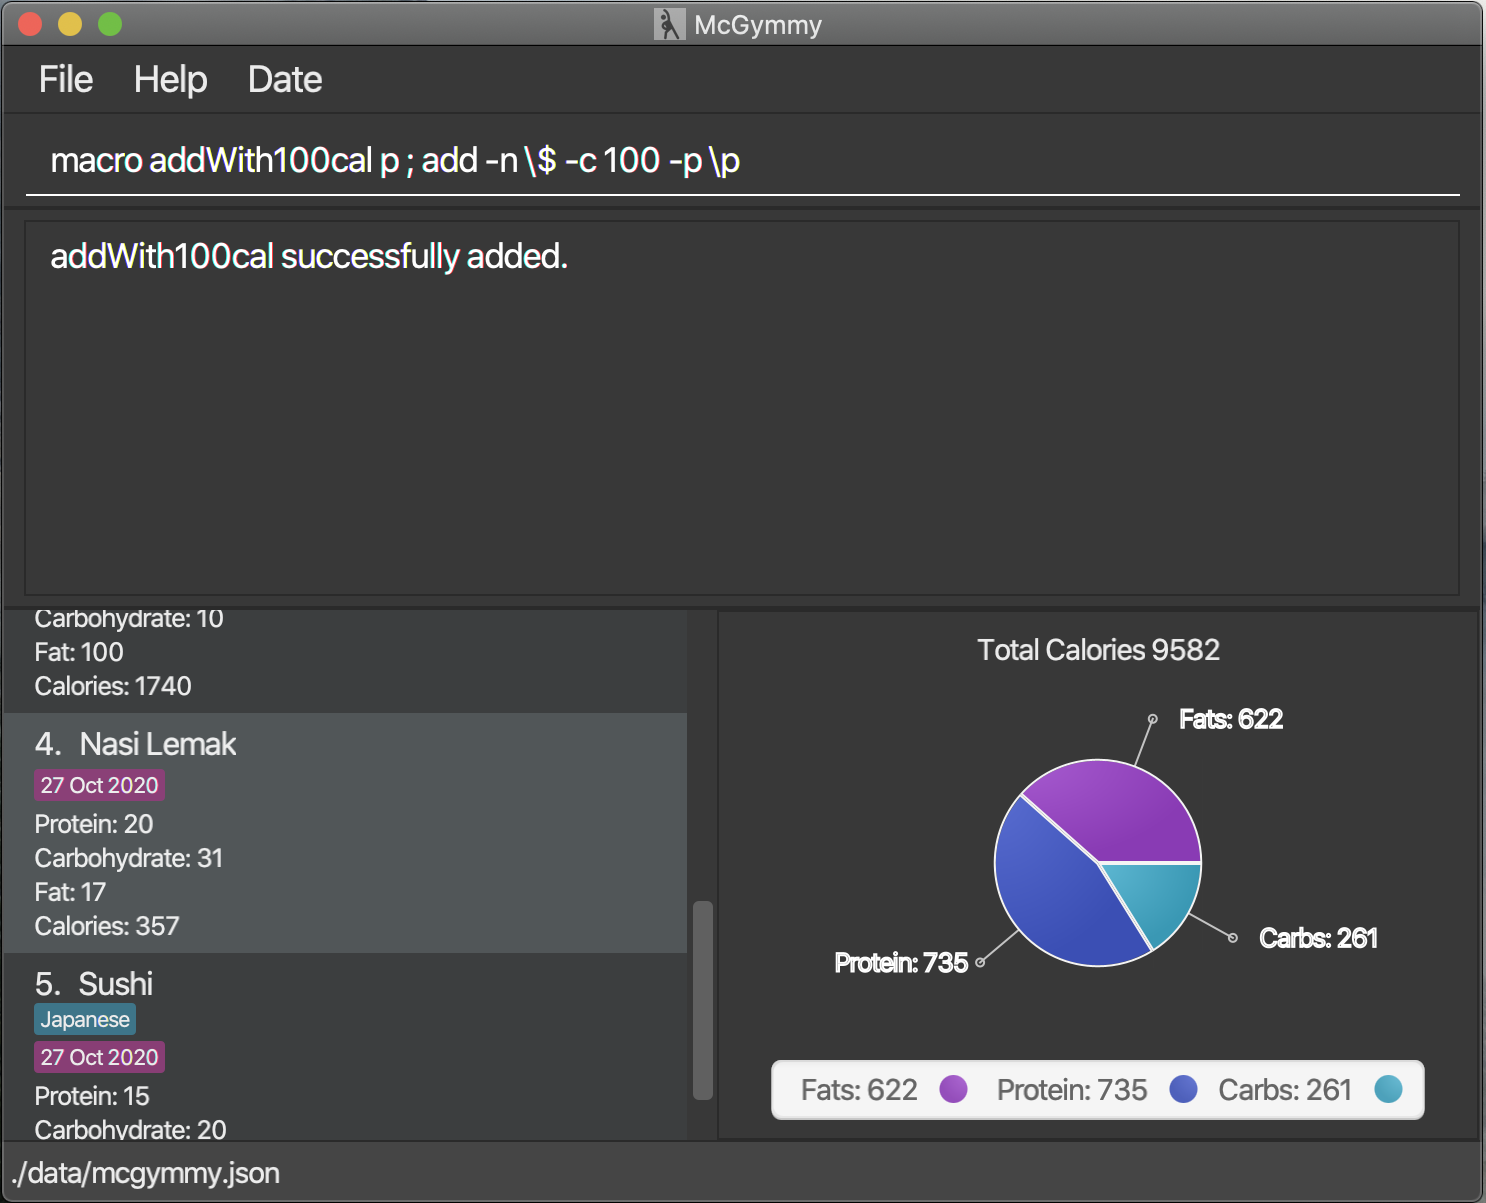 McGymmy
File Help Date
macro addWith100cal p ; add -n \$ -c 100 -p \p
addWith100cal successfully added.
Carbohydrate: 10
Fat: 100
Calories: 1740
4. Nasi Lemak
27 Oct 2020
Protein: 20
Carbohydrate: 31
Fat: 17
Calories: 357
5. Sushi
Japanese
27 Oct 2020
Protein: 15
Carbohydrate: 20
Total Calories 9582
Fats: 622
Carbs: 261
Protein: 735
Fats: 622 Protein: 735 Carbs: 261
./data/mcgymmy.json